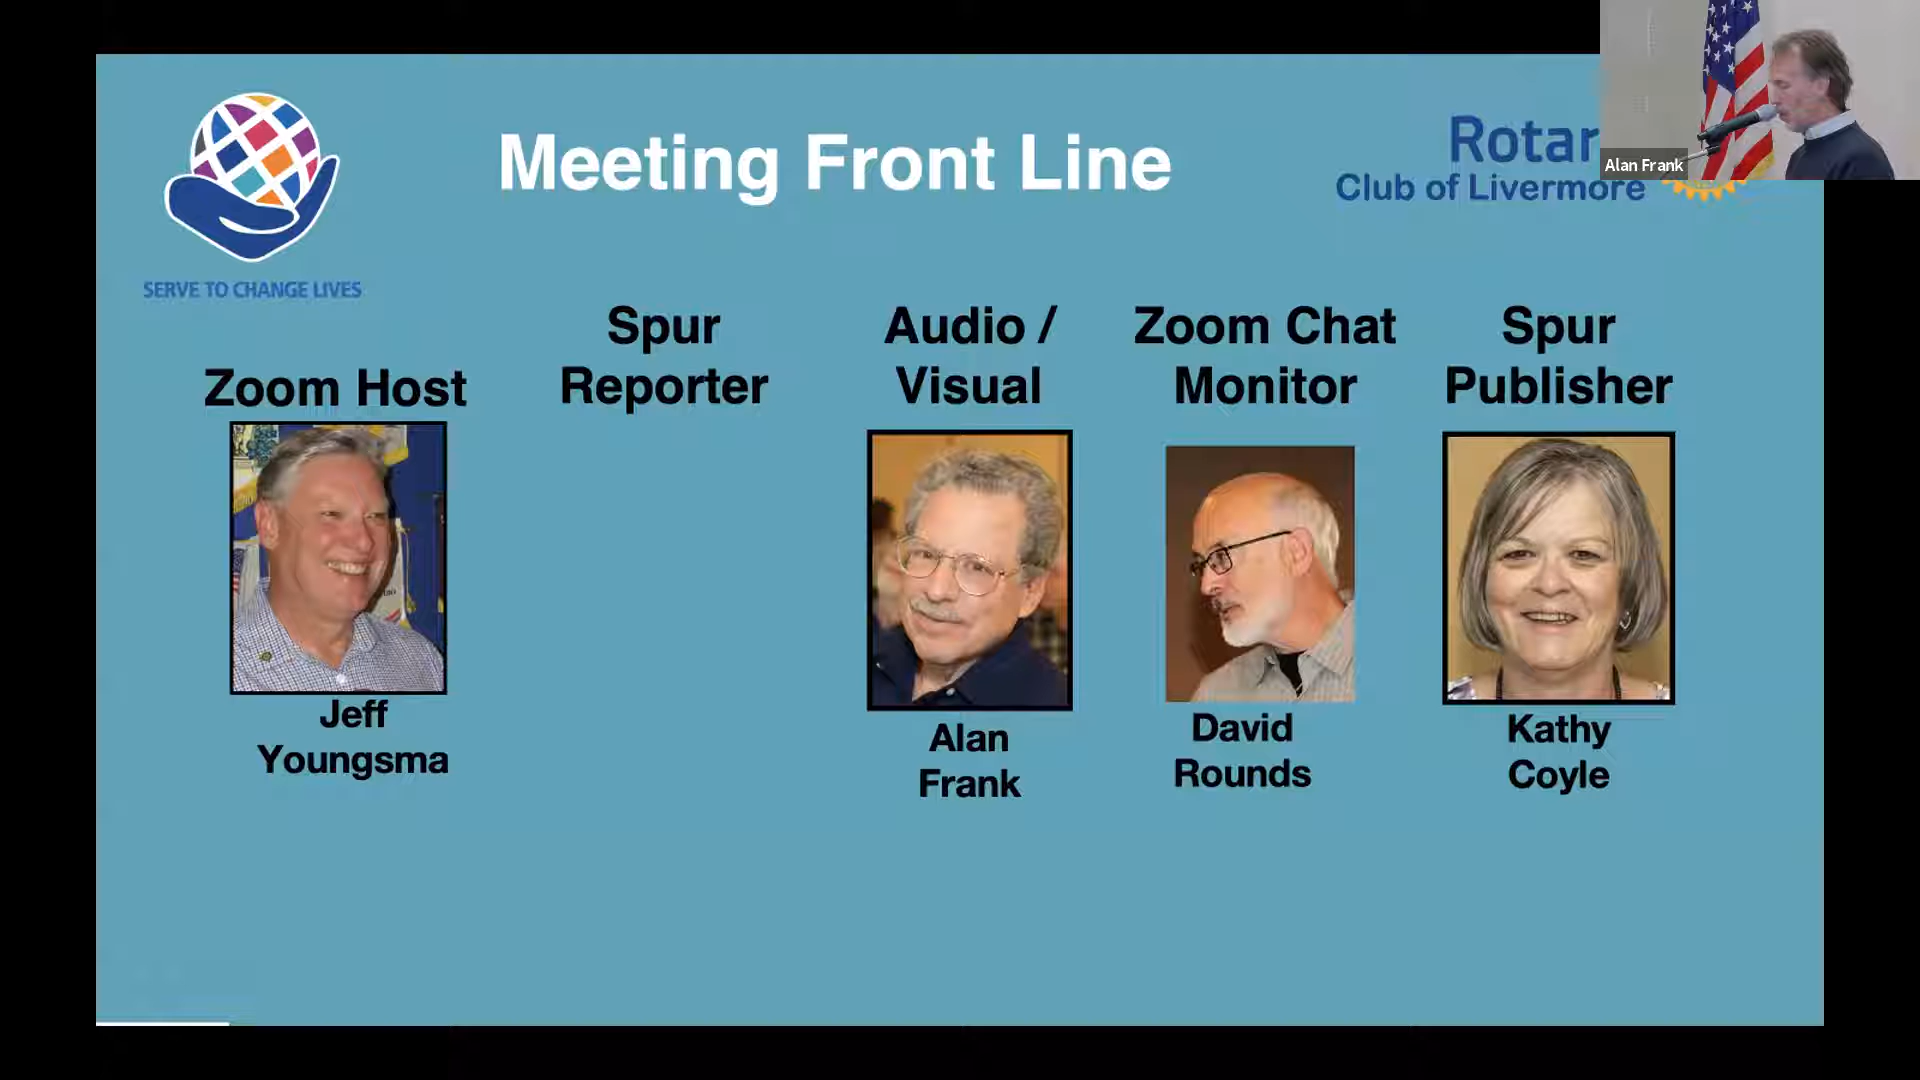 Meeting Front Line
Rotar
Club of Livermore
Alan Frank
SERVE TO CHANGE LIVES
Zoom Host
Spur
Reporter
Audio /
Visual
Zoom Chat
Monitor
Spur
Publisher
Jeff
Youngsma
Alan
Frank
David
Rounds
Kathy
Coyle